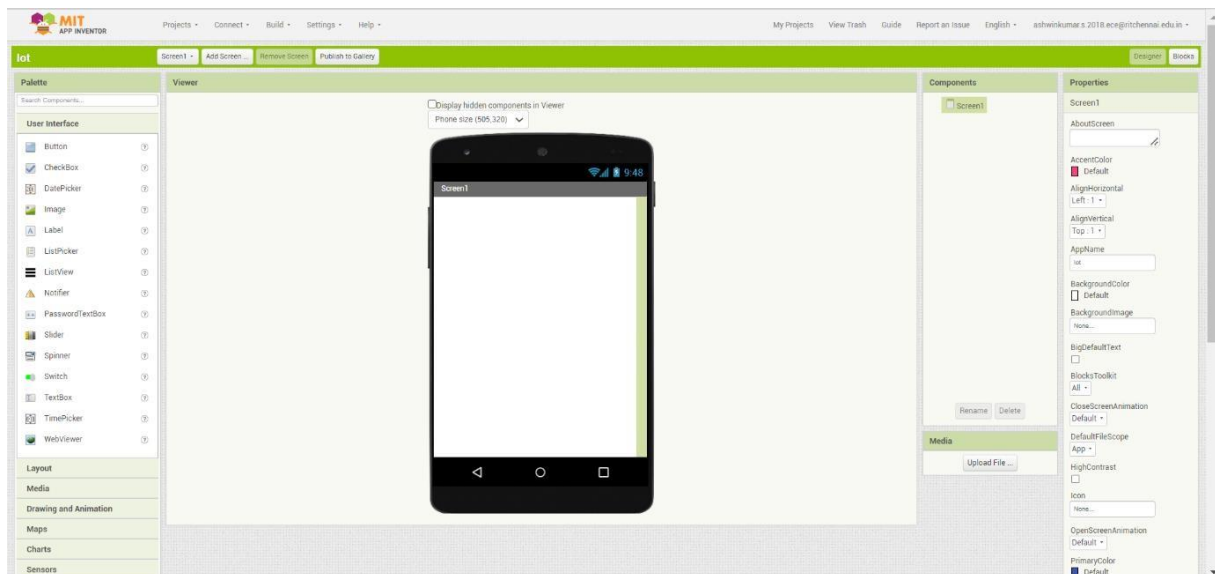 MIT
APP INVENTOR
Projects Connect Build Settings Help
My Projects View Trash Guide Report an Issue English ashwinkumar.s.2018.ece@ritchennai.edu.in
Iot
Screen1 Add Screen ... Remove Screen Publish to Gallery
Designer Blocks
Palette
Search Components...
User Interface
Button
CheckBox
DatePicker
Image
Label
ListPicker
ListView
Notifier
PasswordTextBox
Slider
Spinner
Switch
TextBox
TimePicker
WebViewer
Layout
Media
Drawing and Animation
Maps
Charts
Sensors
Viewer
Display hidden components in Viewer
Phone size (505,320)
9:48
Screen1
Components
Screen1
Rename Delete
Media
Upload File ...
Properties
Screen1
AboutScreen
AccentColor
Default
AlignHorizontal
Left : 1
AlignVertical
Top : 1
AppName
Iot
BackgroundColor
Default
BackgroundImage
None...
BigDefaultText
BlocksToolkit
All
CloseScreenAnimation
Default
DefaultFileScope
App
HighContrast
Icon
None...
OpenScreenAnimation
Default
PrimaryColor
Default